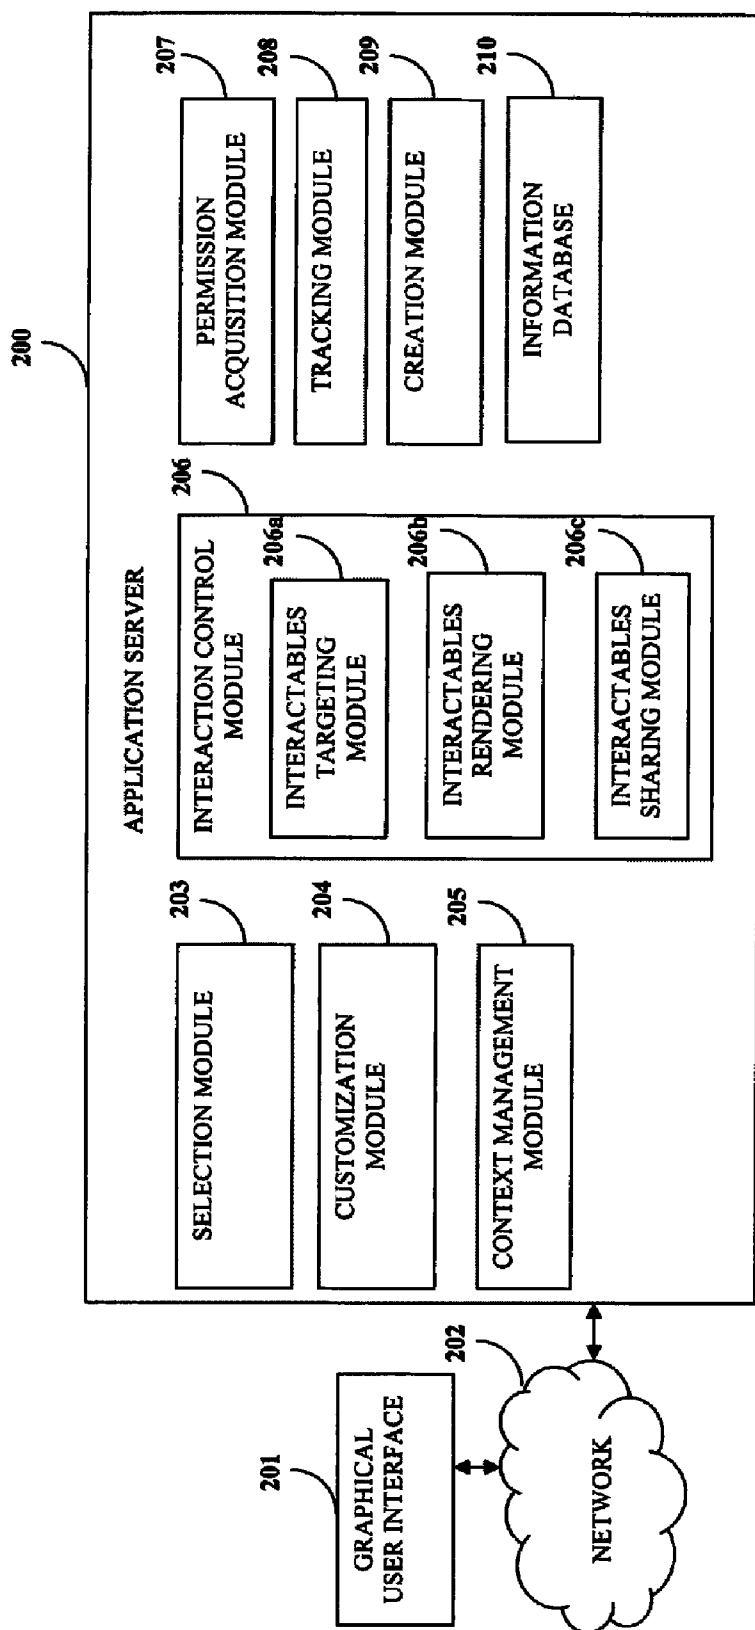 200
APPLICATION SERVER
201
GRAPHICAL
USER INTERFACE
202
NETWORK
203
SELECTION MODULE
204
CUSTOMIZATION
MODULE
205
CONTEXT MANAGEMENT
MODULE
206
INTERACTION CONTROL
MODULE
206a
INTERACTABLES
TARGETING
MODULE
206b
INTERACTABLES
RENDERING
MODULE
206c
INTERACTABLES
SHARING MODULE
207
PERMISSION
ACQUISITION MODULE
208
TRACKING MODULE
209
CREATION MODULE
210
INFORMATION
DATABASE